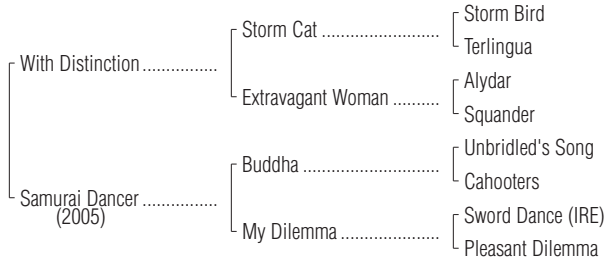 Storm Bird
Storm Cat ........................
Terlingua
With Distinction ...............
Alydar
Extravagant Woman ..........
Squander
Unbridled's Song
Buddha ............................
Cahooters
Samurai Dancer ...............
(2005)
Sword Dance (IRE)
My Dilemma ....................
Pleasant Dilemma